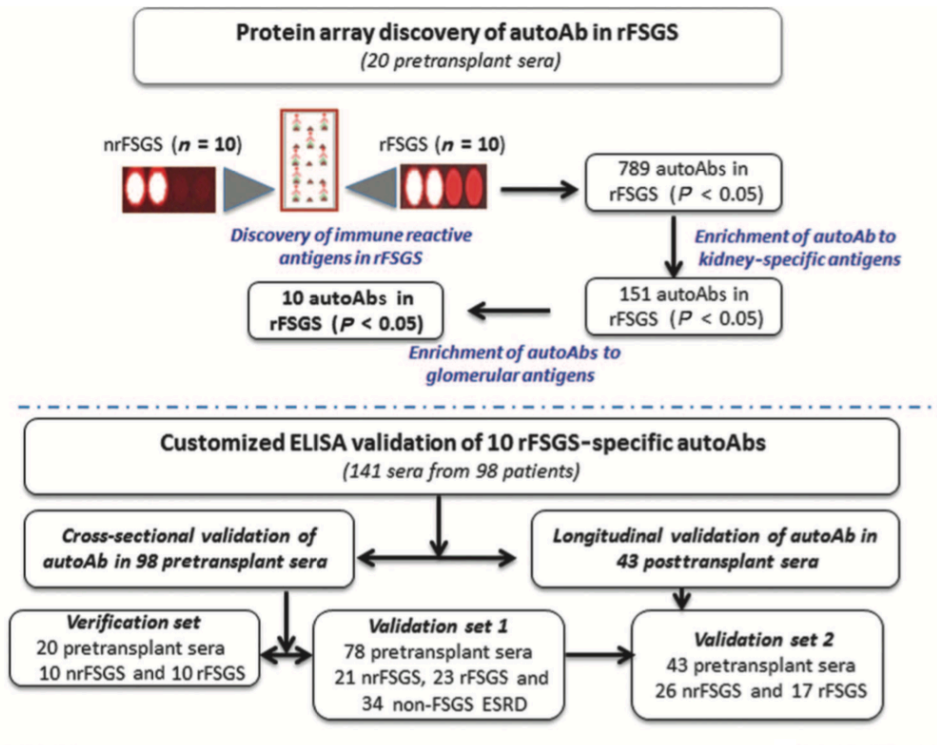 Protein array discovery of autoAb in rFSGS
(20 pretransplant sera)
nrFSGS (n = 10)
rFSGS (n = 10)
789 autoAbs in
rFSGS (P < 0.05)
Discovery of immune reactive
antigens in rFSGS
Enrichment of autoAb to
kidney-specific antigens
10 autoAbs in
rFSGS (P < 0.05)
151 autoAbs in
rFSGS (P < 0.05)
Enrichment of autoAbs to
glomerular antigens
Customized ELISA validation of 10 rFSGS-specific autoAbs
(141 sera from 98 patients)
Cross-sectional validation of
autoAb in 98 pretransplant sera
Longitudinal validation of autoAb in
43 posttransplant sera
Verification set
20 pretransplant sera
10 nrFSGS and 10 rFSGS
Validation set 1
78 pretransplant sera
21 nrFSGS, 23 rFSGS and
34 non-FSGS ESRD
Validation set 2
43 pretransplant sera
26 nrFSGS and 17 rFSGS